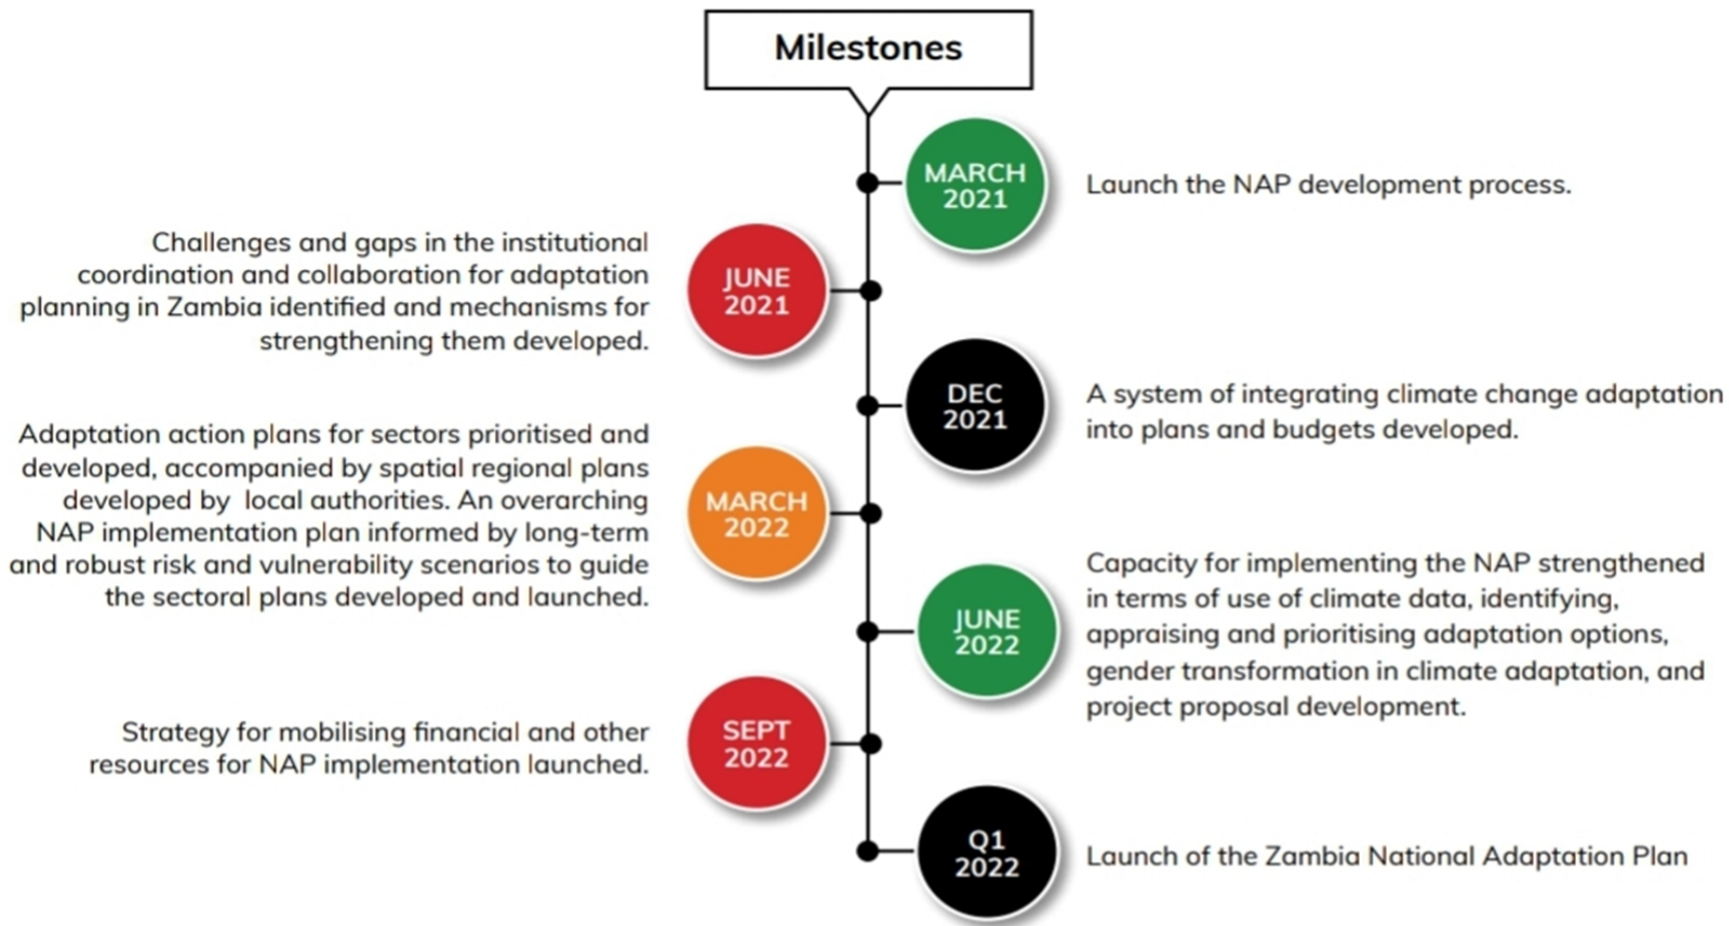 Milestones
MARCH
2021
Launch the NAP development process.
Challenges and gaps in the institutional
coordination and collaboration for adaptation
planning in Zambia identified and mechanisms for
strengthening them developed.
JUNE
2021
DEC
2021
A system of integrating climate change adaptation
into plans and budgets developed.
Adaptation action plans for sectors prioritised and
developed, accompanied by spatial regional plans
developed by local authorities. An overarching
NAP implementation plan informed by long-term
and robust risk and vulnerability scenarios to guide
the sectoral plans developed and launched.
MARCH
2022
JUNE
2022
Capacity for implementing the NAP strengthened
in terms of use of climate data, identifying,
appraising and prioritising adaptation options,
gender transformation in climate adaptation, and
project proposal development.
Strategy for mobilising financial and other
resources for NAP implementation launched.
SEPT
2022
Q1
2022
Launch of the Zambia National Adaptation Plan